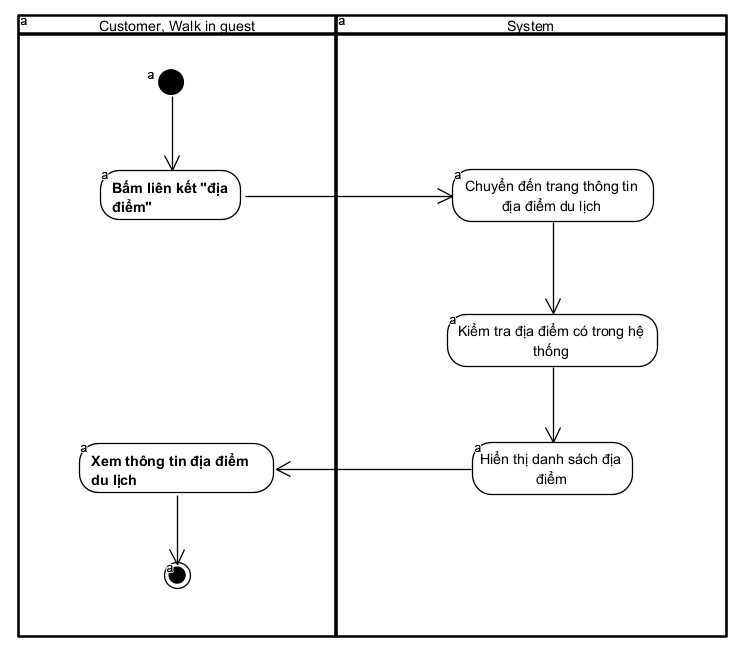 a
Customer, Walk in guest
a
System
a
a
Bấm liên kết "địa
điểm"
a
Chuyển đến trang thông tin
địa điểm du lịch
a
Kiểm tra địa điểm có trong hệ
thống
a
Xem thông tin địa điểm
du lịch
a
Hiển thị danh sách địa
điểm
a